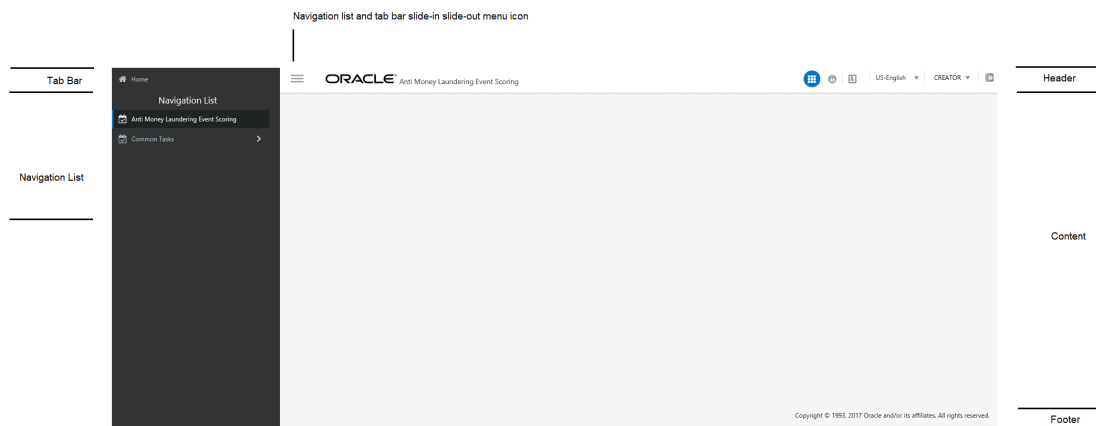 Navigation list and tab bar slide-in slide-out menu icon
Tab Bar
Home
ORACLE® Anti Money Laundering Event Scoring
US-English
CREATOR
Header
Navigation List
Anti Money Laundering Event Scoring
Common Tasks
Navigation List
Content
Copyright © 1993, 2017 Oracle and/or its affiliates. All rights reserved.
Footer